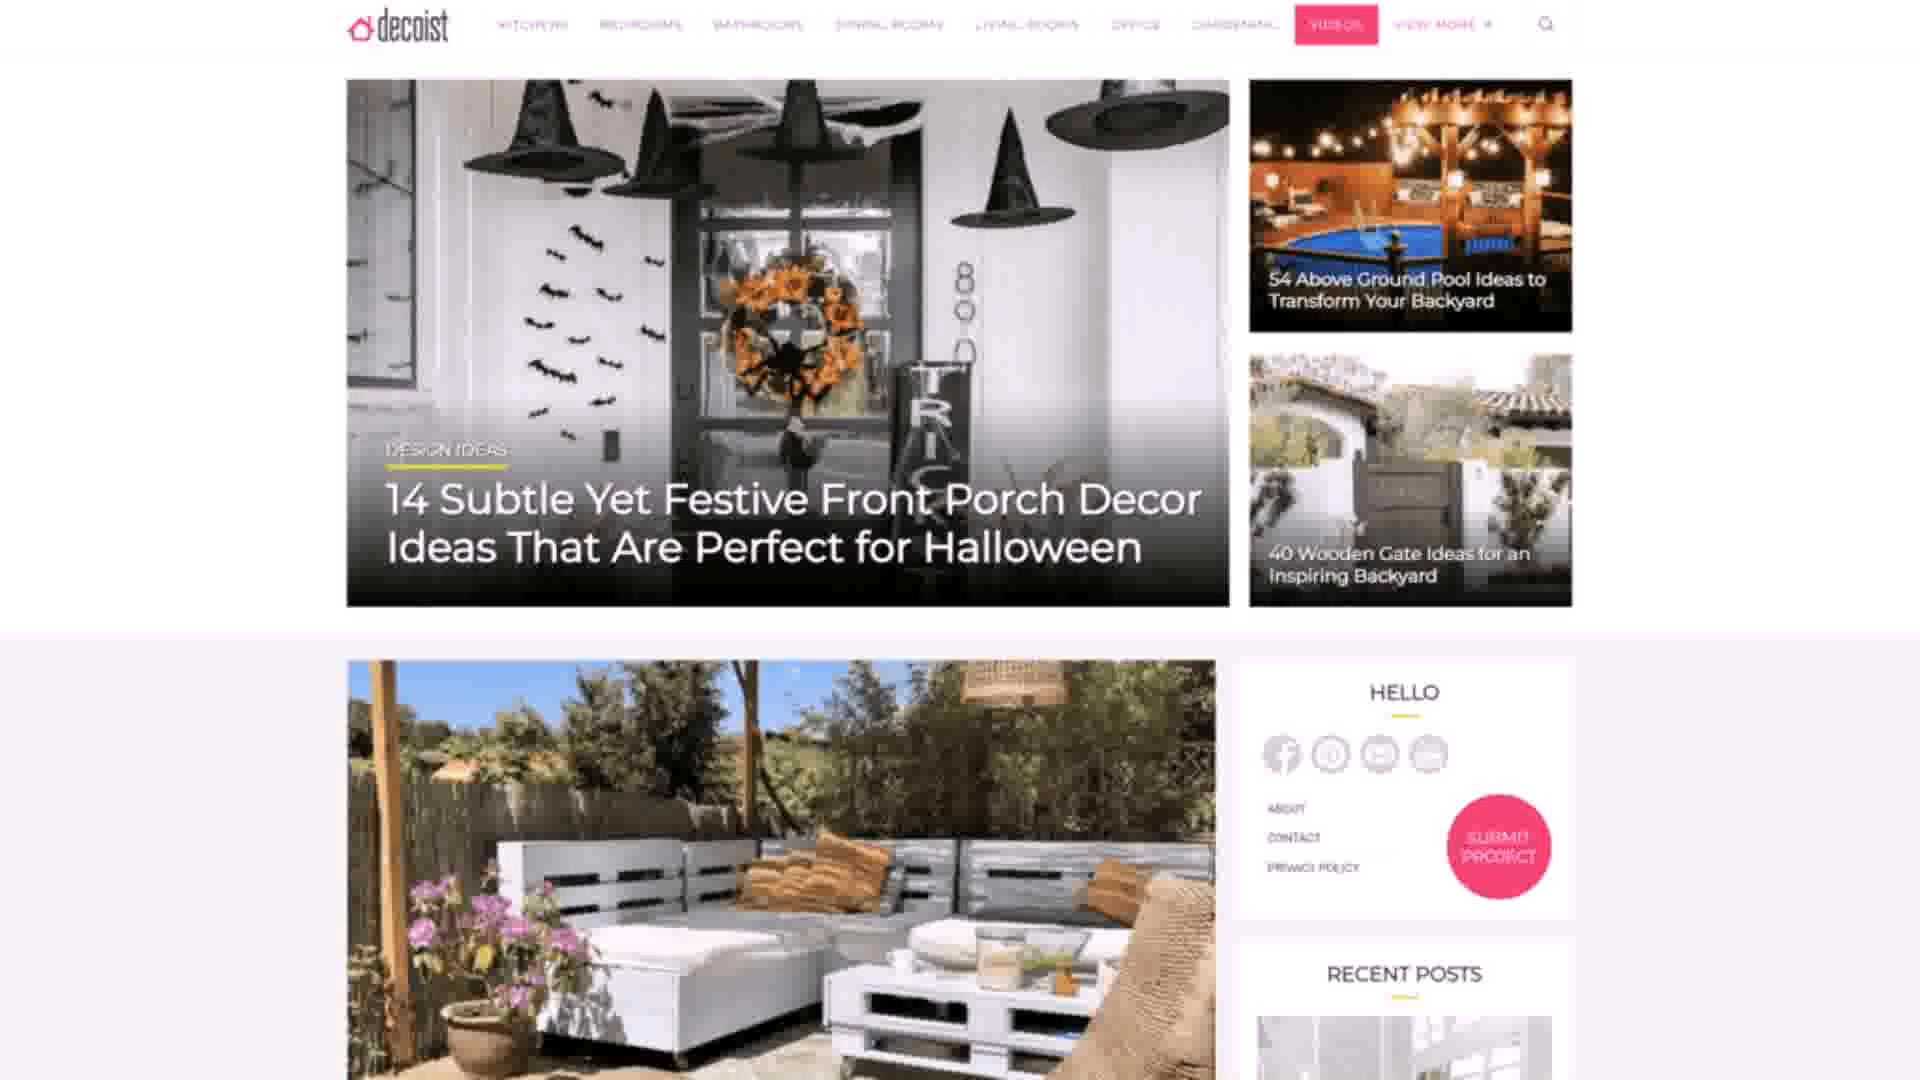 decoist
KITCHENS
BEDROOMS
BATHROOMS
DINING ROOMS
LIVING ROOMS
OFFICE
GARDENING
VIDEOS
VIEW MORE
890
TRICK
DESIGN IDEAS
14 Subtle Yet Festive Front Porch Decor
Ideas That Are Perfect for Halloween
54 Above Ground Pool Ideas to
Transform Your Backyard
40 Wooden Gate Ideas for an
Inspiring Backyard
HELLO
ABOUT
CONTACT
PRIVACY POLICY
SUBMIT
PROJECT
RECENT POSTS